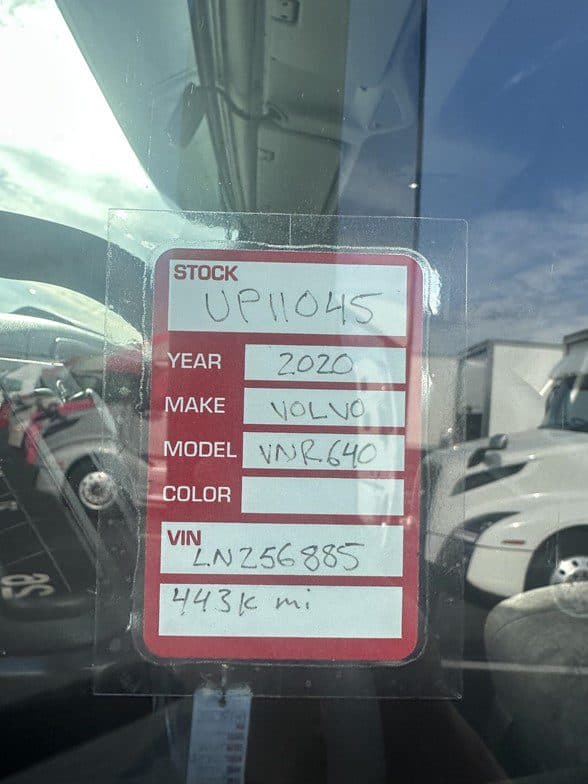 STOCK
UP11045
YEAR 2020
MAKE VOLVO
MODEL VNR640
COLOR
VIN
LN256885
443K mi